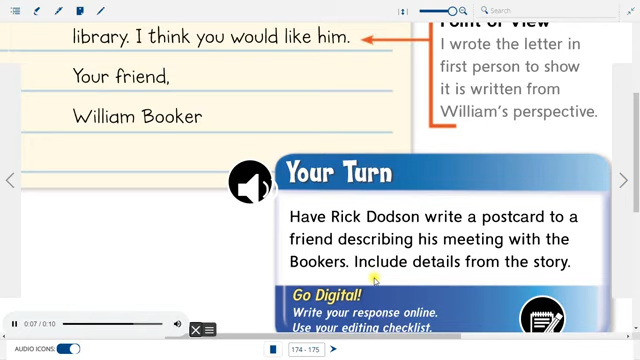 Search
Point of View
library. I think you would like him.
I wrote the letter in
first person to show
it is written from
William's perspective.
Your friend,
William Booker
Your Turn
Have Rick Dodson write a postcard to a
friend describing his meeting with the
Bookers. Include details from the story.
Go Digital!
Write your response online.
Use your editing checklist.
0:07 / 0:10
AUDIO ICONS:
174 - 175